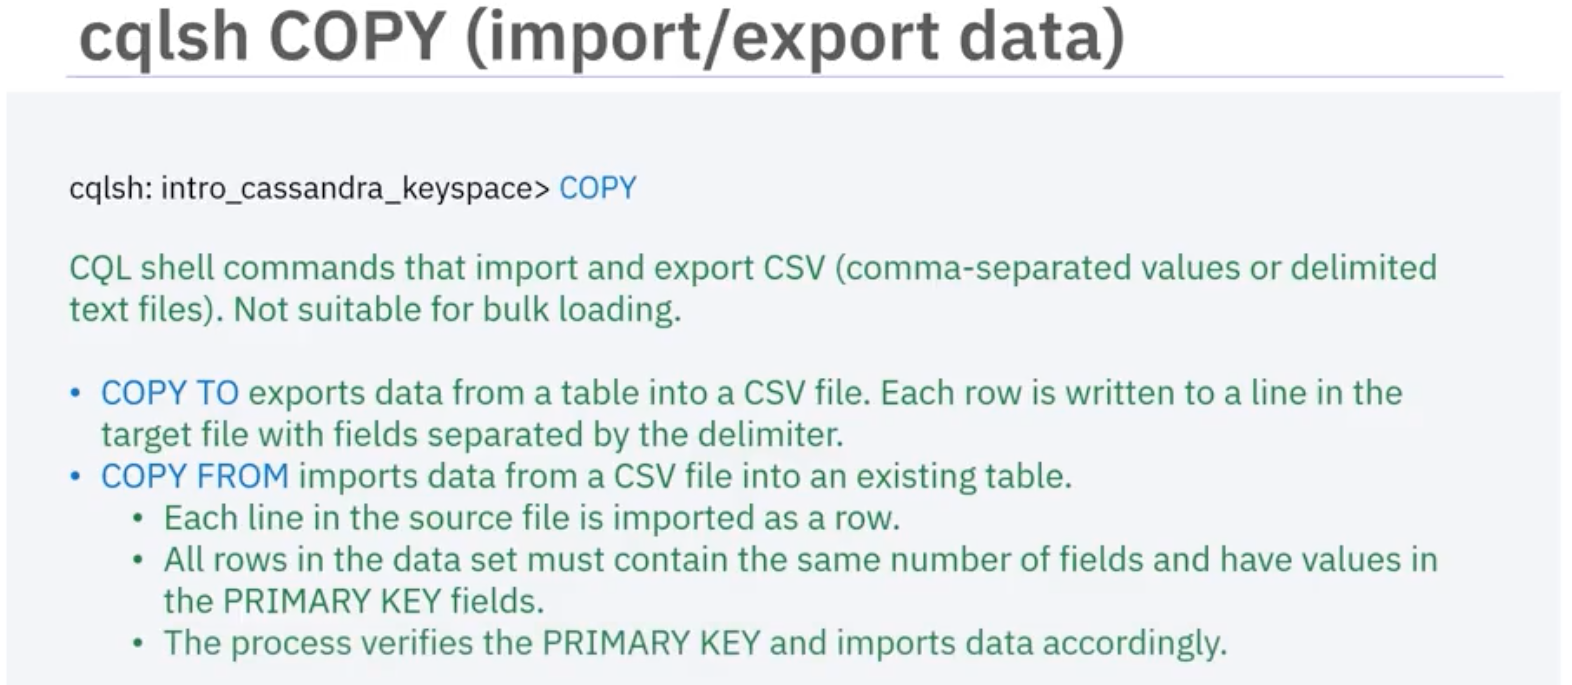 cqlsh COPY (import/export data)
cqlsh: intro_cassandra_keyspace> COPY
CQL shell commands that import and export CSV (comma-separated values or delimited
text files). Not suitable for bulk loading.
• COPY TO exports data from a table into a CSV file. Each row is written to a line in the
target file with fields separated by the delimiter.
• COPY FROM imports data from a CSV file into an existing table.
• Each line in the source file is imported as a row.
• All rows in the data set must contain the same number of fields and have values in
the PRIMARY KEY fields.
• The process verifies the PRIMARY KEY and imports data accordingly.